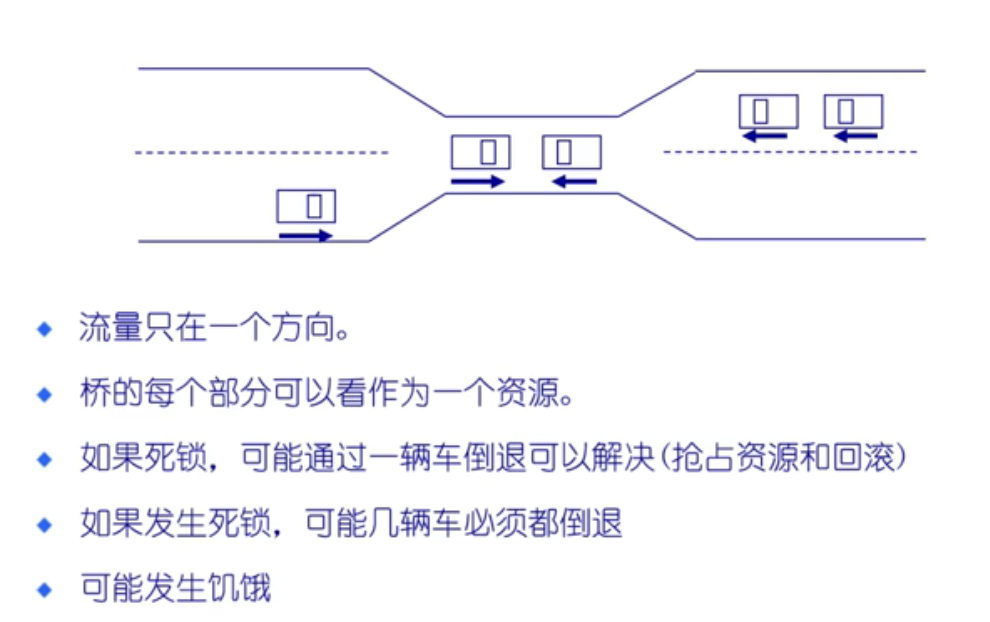 流量只在一个方向。
桥的每个部分可以看作为一个资源。
如果死锁，可能通过一辆车倒退可以解决(抢占资源和回滚)
如果发生死锁，可能几辆车必须都倒退
可能发生饥饿